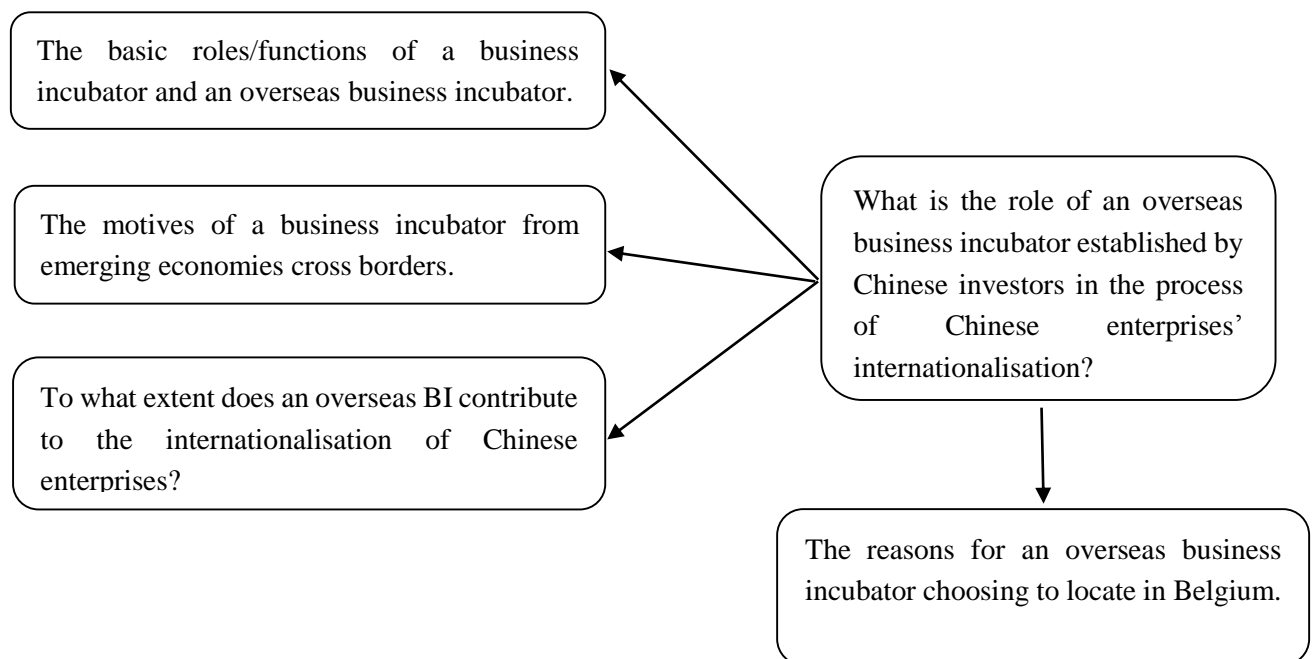 The basic roles/functions of a business
incubator and an overseas business incubator.
The motives of a business incubator from
emerging economies cross borders.
To what extent does an overseas BI contribute
to the internationalisation of Chinese
enterprises?
What is the role of an overseas
business incubator established by
Chinese investors in the process
of Chinese enterprises’
internationalisation?
The reasons for an overseas business
incubator choosing to locate in Belgium.